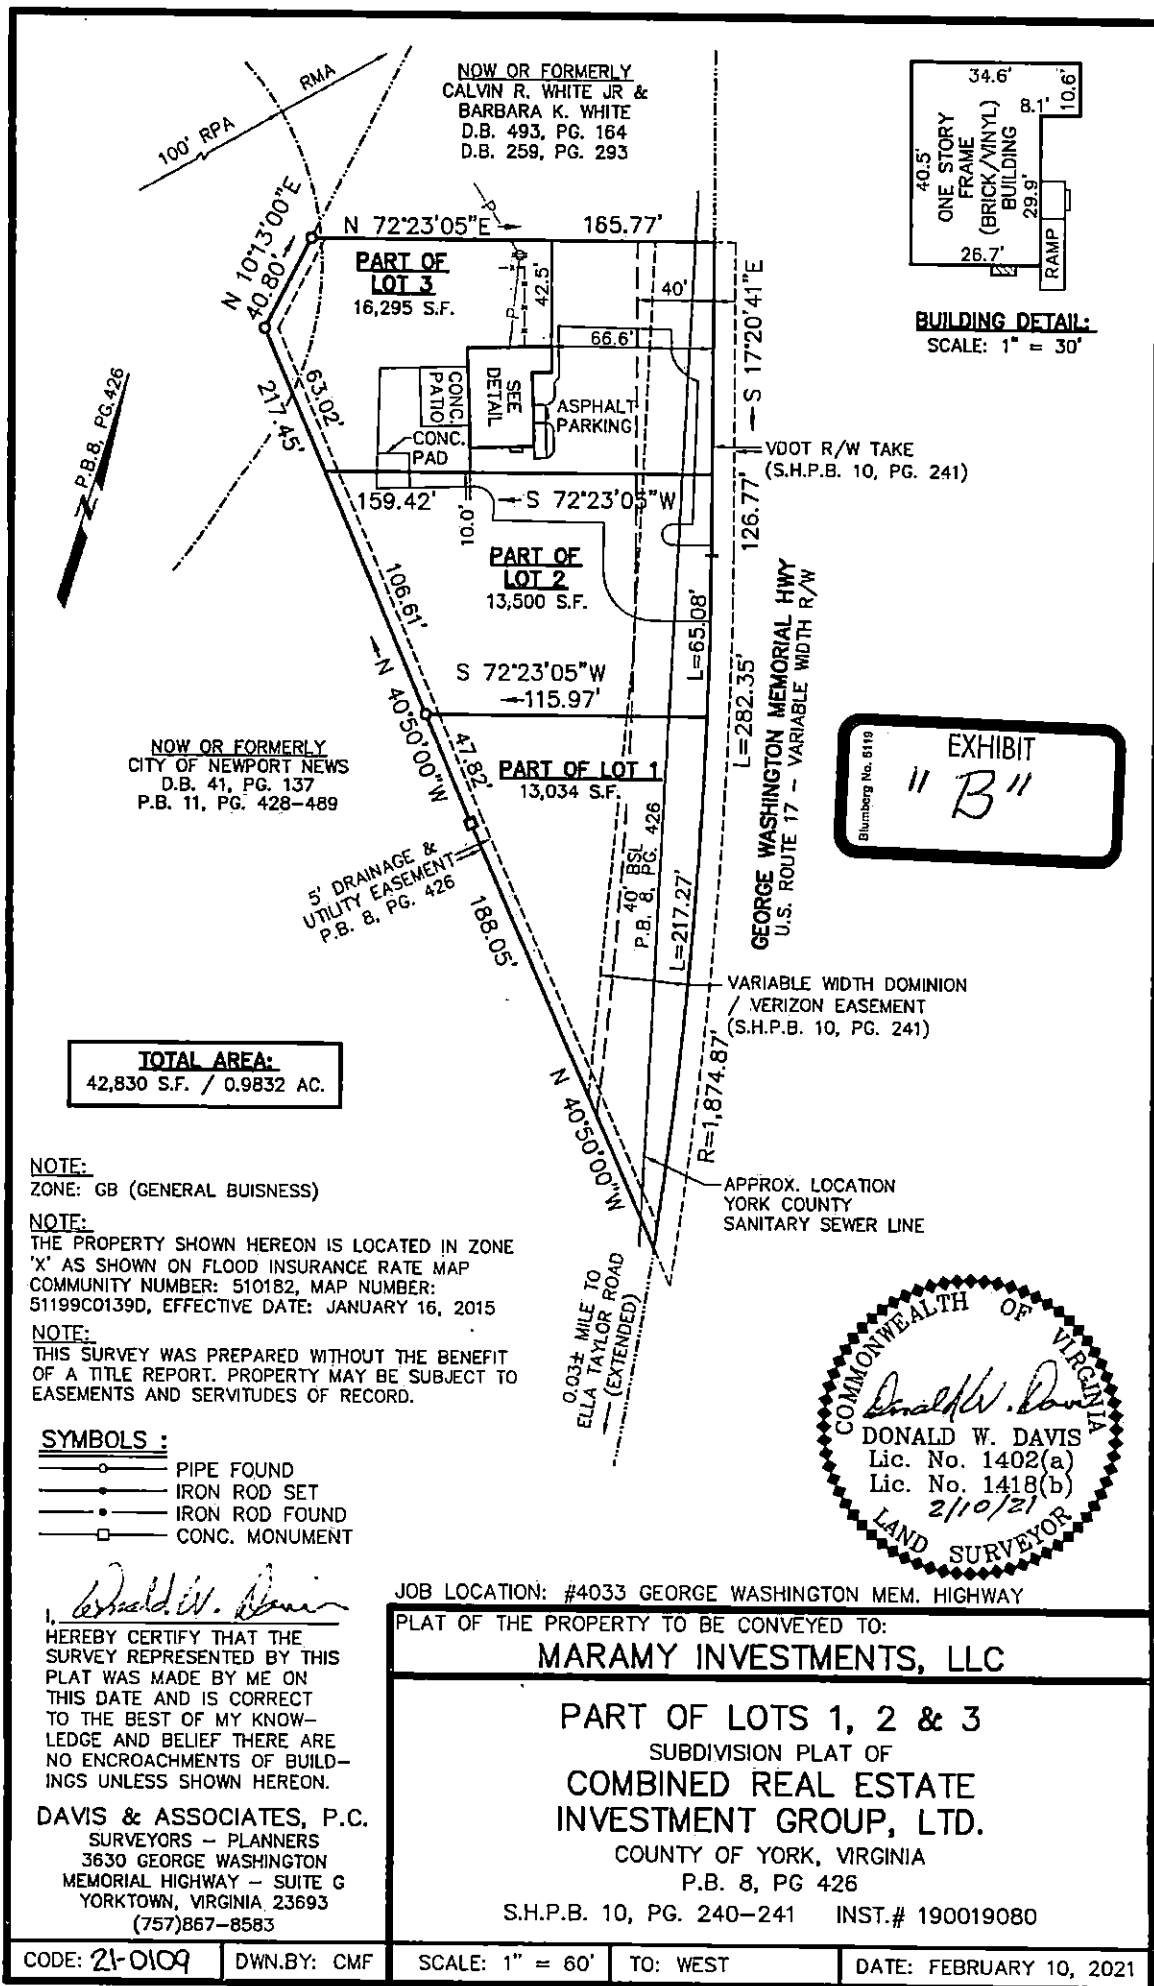 RMA
100' RPA
NOW OR FORMERLY
CALVIN R. WHITE JR &
BARBARA K. WHITE
D.B. 493, PG. 164
D.B. 259, PG. 293
34.6'
10.6'
8.1'
40.5'
ONE STORY
FRAME
(BRICK/VINYL)
BUILDING
29.9'
26.7'
RAMP
BUILDING DETAIL:
SCALE: 1" = 30'
N 10°13'00"E
40.80'
N 72°23'05"E
165.77'
P
P
PART OF
LOT 3
16,295 S.F.
42.5'
40'
66.6'
S 17°20'41"E
126.77'
P.B.8, PG.426
63.02'
217.45'
CONC.
PATIO
SEE
DETAIL
ASPHALT
PARKING
CONC.
PAD
VDOT R/W TAKE
(S.H.P.B. 10, PG. 241)
159.42'
S 72°23'05"W
10.0'
PART OF
LOT 2
13,500 S.F.
106.61'
L=65.08'
S 72°23'05"W
115.97'
N 40°50'00"W
47.82'
L=282.35'
GEORGE WASHINGTON MEMORIAL HWY
U.S. ROUTE 17 - VARIABLE WIDTH R/W
NOW OR FORMERLY
CITY OF NEWPORT NEWS
D.B. 41, PG. 137
P.B. 11, PG. 428-489
PART OF LOT 1
13,034 S.F.
Blumberg No. 5119
EXHIBIT
"B"
5' DRAINAGE &
UTILITY EASEMENT
P.B. 8, PG. 426
188.05'
40' BSL
P.B. 8, PG. 426
L=217.27'
VARIABLE WIDTH DOMINION
/ VERIZON EASEMENT
(S.H.P.B. 10, PG. 241)
R=1,874.87'
TOTAL AREA:
42,830 S.F. / 0.9832 AC.
N 40°50'00"W
APPROX. LOCATION
YORK COUNTY
SANITARY SEWER LINE
0.03± MILE TO
ELLA TAYLOR ROAD
(EXTENDED)
NOTE:
ZONE: GB (GENERAL BUISNESS)
NOTE:
THE PROPERTY SHOWN HEREON IS LOCATED IN ZONE
'X' AS SHOWN ON FLOOD INSURANCE RATE MAP
COMMUNITY NUMBER: 510182, MAP NUMBER:
51199C0139D, EFFECTIVE DATE: JANUARY 16, 2015
NOTE:
THIS SURVEY WAS PREPARED WITHOUT THE BENEFIT
OF A TITLE REPORT. PROPERTY MAY BE SUBJECT TO
EASEMENTS AND SERVITUDES OF RECORD.
SYMBOLS :
PIPE FOUND
IRON ROD SET
IRON ROD FOUND
CONC. MONUMENT
COMMONWEALTH OF VIRGINIA
Donald W. Davis
DONALD W. DAVIS
Lic. No. 1402(a)
Lic. No. 1418(b)
2/10/21
LAND SURVEYOR
I, Donald W. Davis
HEREBY CERTIFY THAT THE
SURVEY REPRESENTED BY THIS
PLAT WAS MADE BY ME ON
THIS DATE AND IS CORRECT
TO THE BEST OF MY KNOW-
LEDGE AND BELIEF THERE ARE
NO ENCROACHMENTS OF BUILD-
INGS UNLESS SHOWN HEREON.
DAVIS & ASSOCIATES, P.C.
SURVEYORS - PLANNERS
3630 GEORGE WASHINGTON
MEMORIAL HIGHWAY - SUITE G
YORKTOWN, VIRGINIA 23693
(757)867-8583
JOB LOCATION: #4033 GEORGE WASHINGTON MEM. HIGHWAY
PLAT OF THE PROPERTY TO BE CONVEYED TO:
MARAMY INVESTMENTS, LLC
PART OF LOTS 1, 2 & 3
SUBDIVISION PLAT OF
COMBINED REAL ESTATE
INVESTMENT GROUP, LTD.
COUNTY OF YORK, VIRGINIA
P.B. 8, PG 426
S.H.P.B. 10, PG. 240-241 INST.# 190019080
CODE: 21-0109
DWN.BY: CMF
SCALE: 1" = 60'
TO: WEST
DATE: FEBRUARY 10, 2021